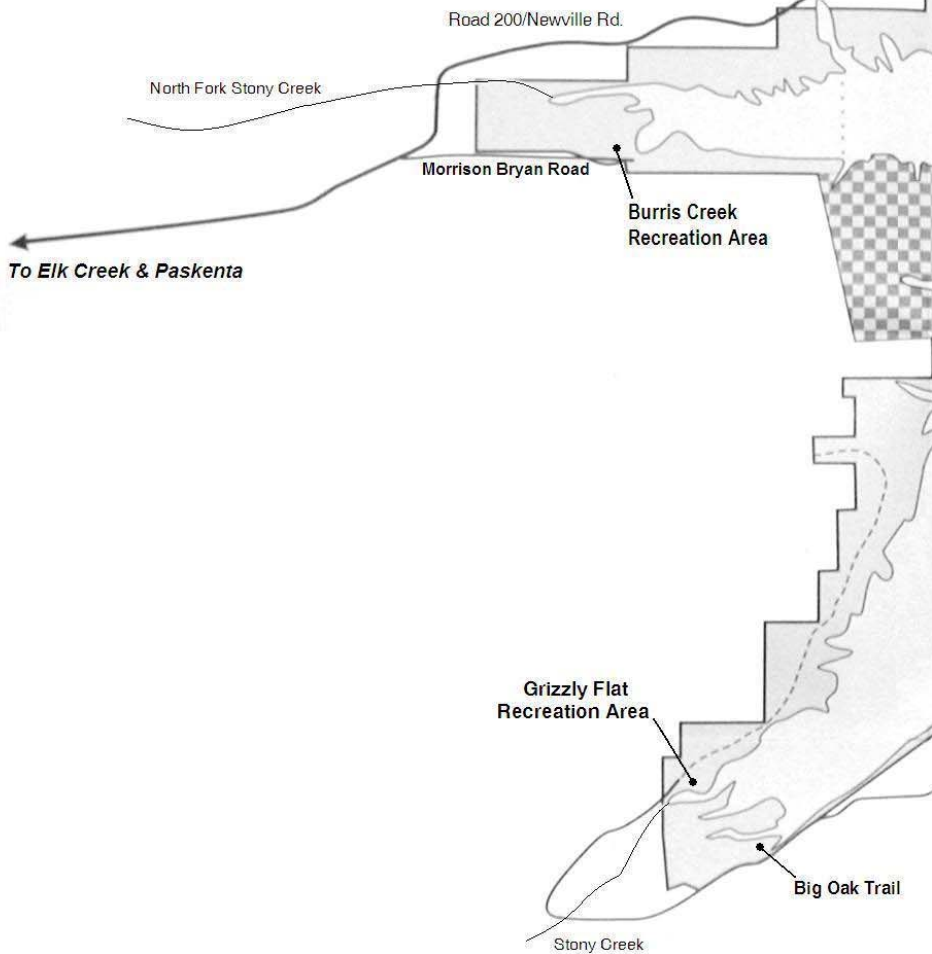 Road 200/Newville Rd.
North Fork Stony Creek
Morrison Bryan Road
Burris Creek
Recreation Area
To Elk Creek & Paskenta
Grizzly Flat
Recreation Area
Big Oak Trail
Stony Creek